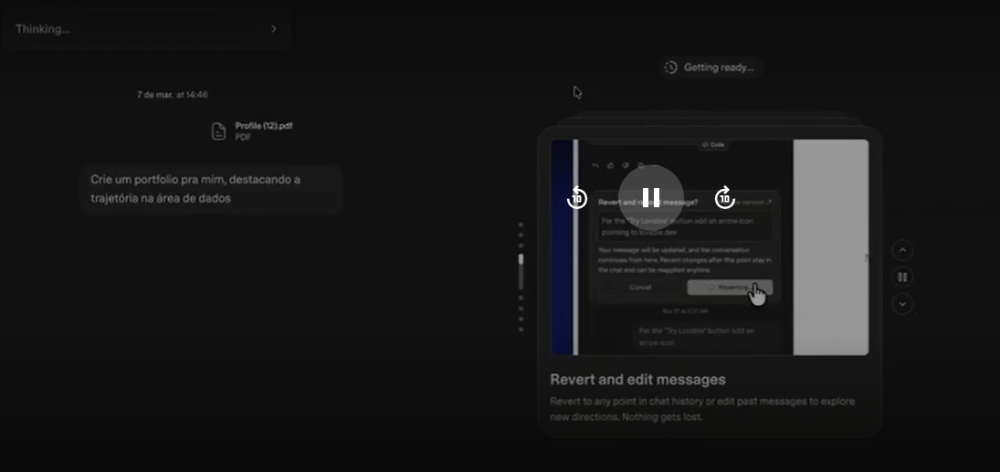 Thinking...
7 de mar. at 14:46
Profile (12).pdf
PDF
Crie um portfolio pra mim, destacando a
trajetória na área de dados
Getting ready...
Code
10
10
Revert and message?
For the "Try Lovable" button add an arrow icon
pointing to lovable.dev
Your message will be updated, and the conversation
continues from here. Recent changes after this point stay in
the chat and can be reapplied anytime.
Cancel
Reverting...
For the "Try Lovable" button add an
arrow icon.
Revert and edit messages
Revert to any point in chat history or edit past messages to explore
new directions. Nothing gets lost.